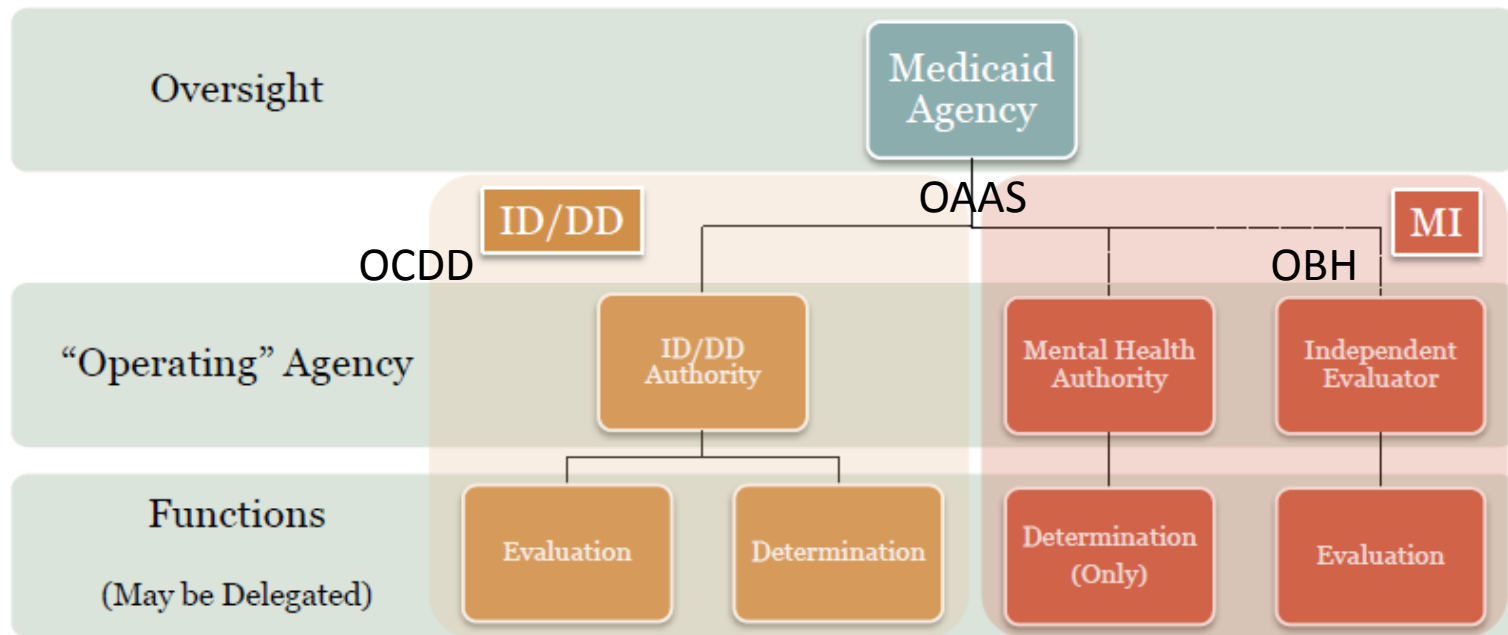 Oversight
Medicaid
Agency
OAAS
ID/DD
MI
OCDD
OBH
“Operating” Agency
ID/DD
Authority
Mental Health
Authority
Independent
Evaluator
Functions
(May be Delegated)
Evaluation
Determination
Determination
(Only)
Evaluation